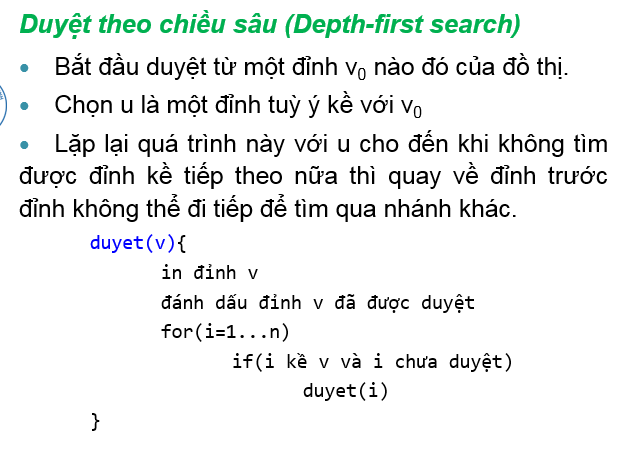 Duyệt theo chiều sâu (Depth-first search)
• Bắt đầu duyệt từ một đỉnh v₀ nào đó của đồ thị.
• Chọn u là một đỉnh tuỳ ý kề với v₀
• Lặp lại quá trình này với u cho đến khi không tìm
được đỉnh kề tiếp theo nữa thì quay về đỉnh trước
đỉnh không thể đi tiếp để tìm qua nhánh khác.
duyet(v){
in đỉnh v
đánh dấu đỉnh v đã được duyệt
for(i=1...n)
if(i kề v và i chưa duyệt)
duyet(i)
}